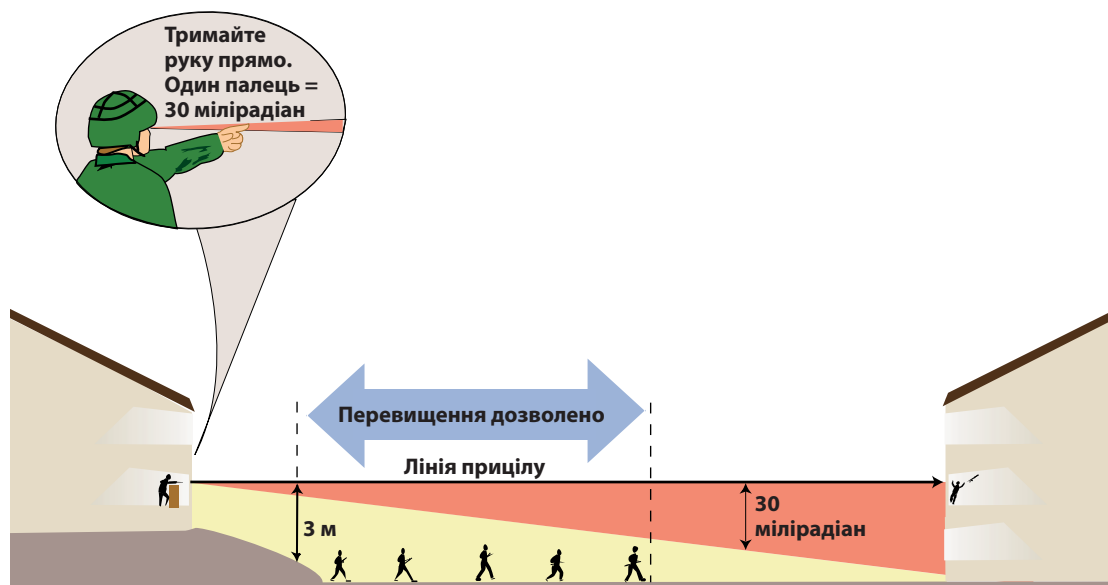 Тримайте
руку прямо.
Один палець =
30 мілірадіан
Перевищення дозволено
Лінія прицілу
3 м
30
мілірадіан